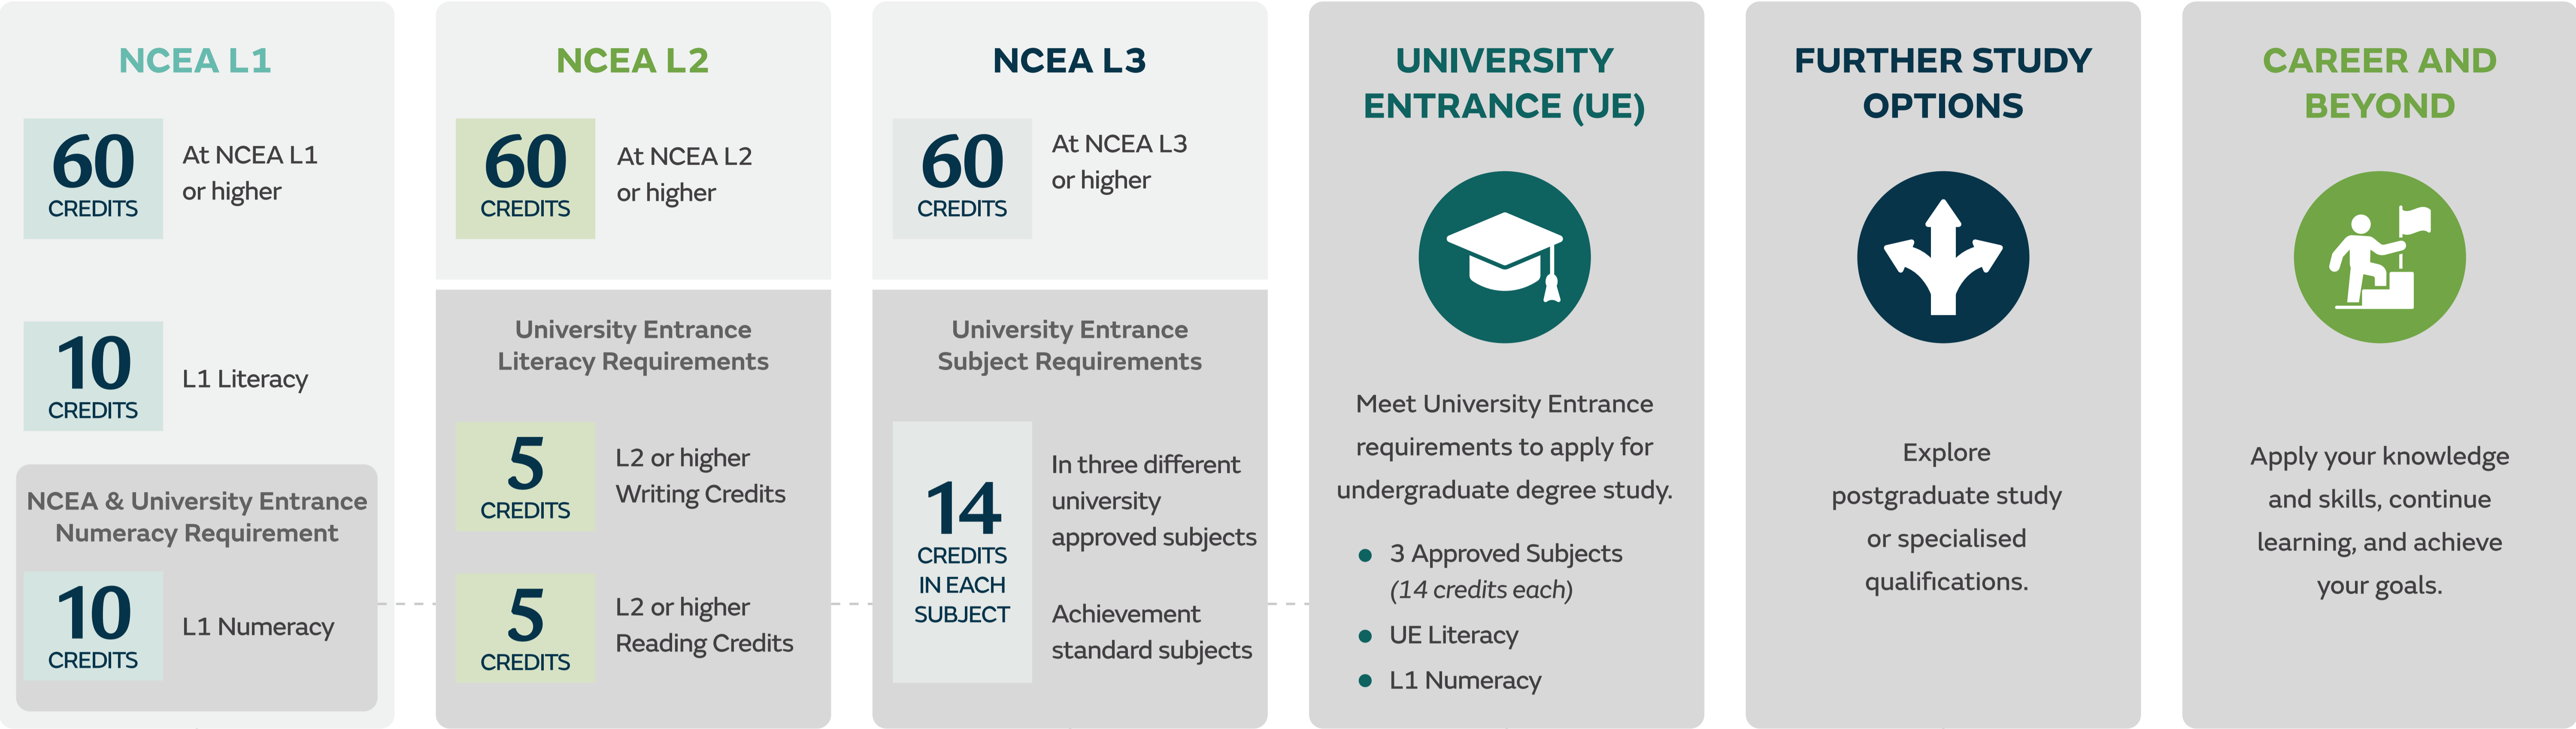 NCEA L1
60
CREDITS
At NCEA L1
or higher
10
CREDITS
L1 Literacy
NCEA & University Entrance
Numeracy Requirement
10
CREDITS
L1 Numeracy
NCEA L2
60
CREDITS
At NCEA L2
or higher
University Entrance
Literacy Requirements
5
CREDITS
L2 or higher
Writing Credits
5
CREDITS
L2 or higher
Reading Credits
NCEA L3
60
CREDITS
At NCEA L3
or higher
University Entrance
Subject Requirements
14
CREDITS
IN EACH
SUBJECT
In three different
university
approved subjects
Achievement
standard subjects
UNIVERSITY
ENTRANCE (UE)
Meet University Entrance
requirements to apply for
undergraduate degree study.
• 3 Approved Subjects
(14 credits each)
• UE Literacy
• L1 Numeracy
FURTHER STUDY
OPTIONS
Explore
postgraduate study
or specialised
qualifications.
CAREER AND
BEYOND
Apply your knowledge
and skills, continue
learning, and achieve
your goals.